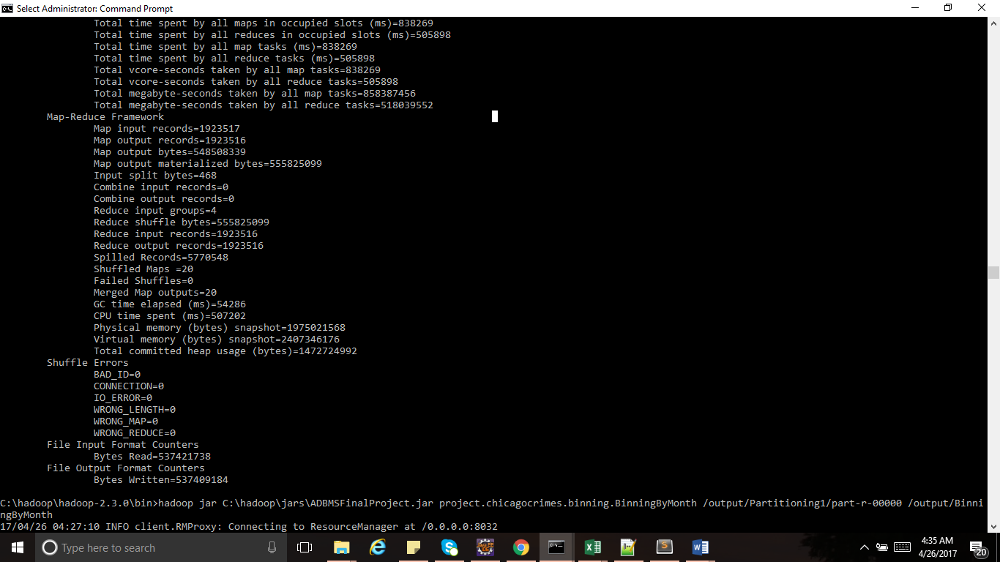 Select Administrator: Command Prompt
Total time spent by all maps in occupied slots (ms)=838269
Total time spent by all reduces in occupied slots (ms)=505898
Total time spent by all map tasks (ms)=838269
Total time spent by all reduce tasks (ms)=505898
Total vcore-seconds taken by all map tasks=838269
Total vcore-seconds taken by all reduce tasks=505898
Total megabyte-seconds taken by all map tasks=858387456
Total megabyte-seconds taken by all reduce tasks=518039552
Map-Reduce Framework
Map input records=1923517
Map output records=1923516
Map output bytes=548508339
Map output materialized bytes=555825099
Input split bytes=468
Combine input records=0
Combine output records=0
Reduce input groups=4
Reduce shuffle bytes=555825099
Reduce input records=1923516
Reduce output records=1923516
Spilled Records=5770548
Shuffled Maps =20
Failed Shuffles=0
Merged Map outputs=20
GC time elapsed (ms)=54286
CPU time spent (ms)=507202
Physical memory (bytes) snapshot=1975021568
Virtual memory (bytes) snapshot=2407346176
Total committed heap usage (bytes)=1472724992
Shuffle Errors
BAD_ID=0
CONNECTION=0
IO_ERROR=0
WRONG_LENGTH=0
WRONG_MAP=0
WRONG_REDUCE=0
File Input Format Counters
Bytes Read=537421738
File Output Format Counters
Bytes Written=537409184
C:\hadoop\hadoop-2.3.0\bin>hadoop jar C:\hadoop\jars\ADBMSFinalProject.jar project.chicagocrimes.binning.BinningByMonth /output/Partitioning1/part-r-00000 /output/Binni
ngByMonth
17/04/26 04:27:10 INFO client.RMProxy: Connecting to ResourceManager at /0.0.0.0:8032
Type here to search
4:35 AM
4/26/2017
20